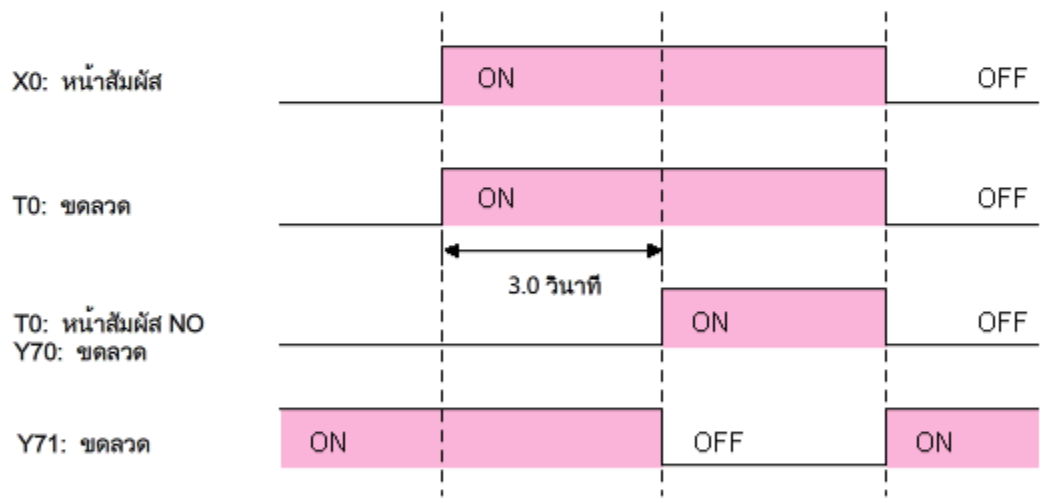 X0: หน้าสัมผัส ON OFF
T0: ขดลวด ON OFF
3.0 วินาที
T0: หน้าสัมผัส NO ON OFF
Y70: ขดลวด
Y71: ขดลวด ON OFF ON